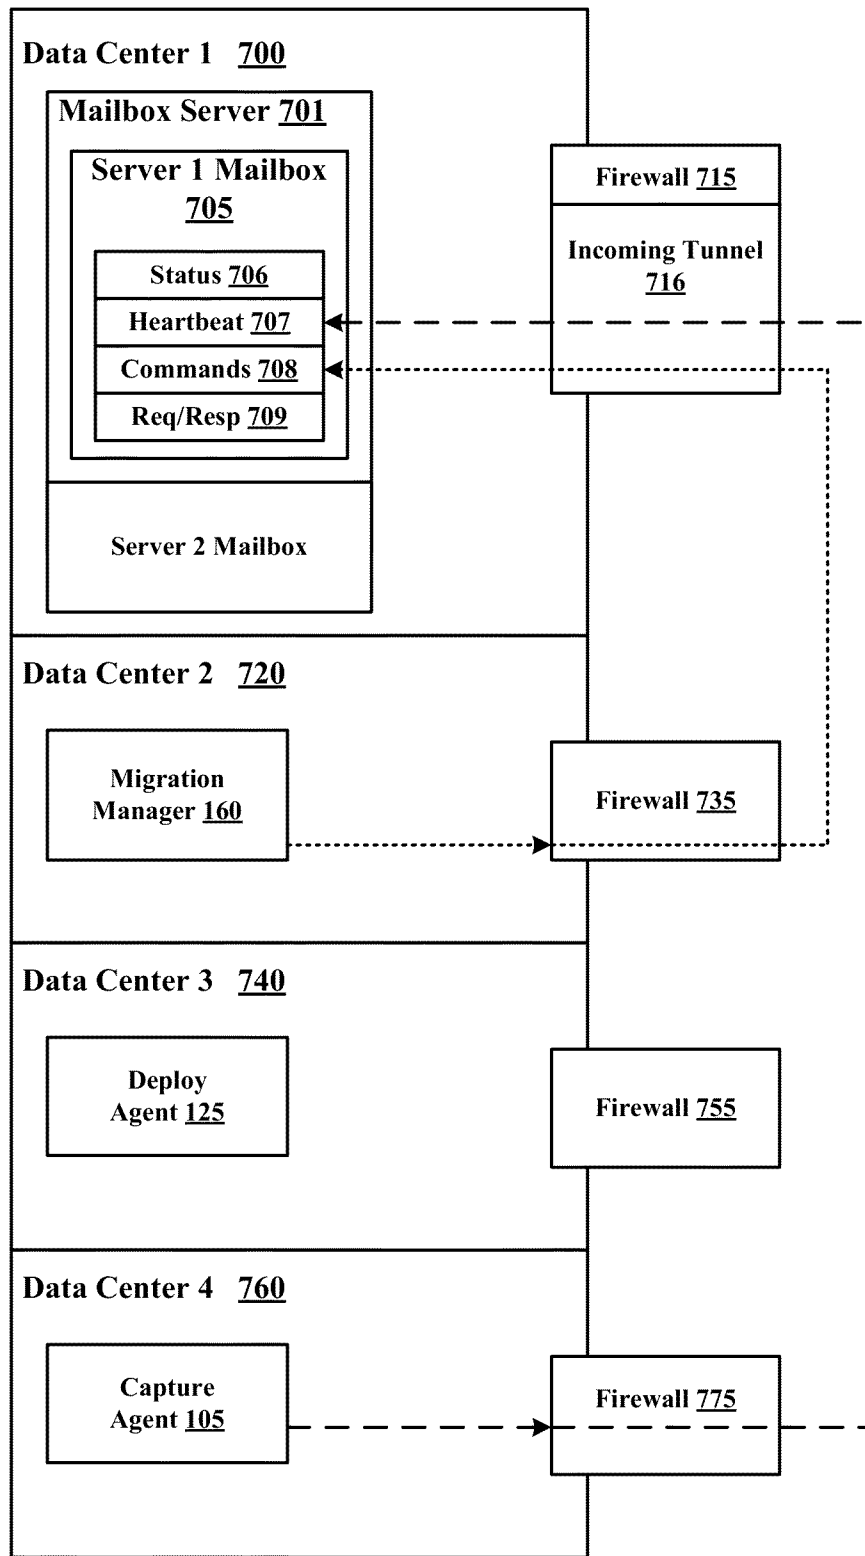 Data Center 1 700
Mailbox Server 701
Server 1 Mailbox
705
Status 706
Heartbeat 707
Commands 708
Req/Resp 709
Server 2 Mailbox
Firewall 715
Incoming Tunnel
716
Data Center 2 720
Migration
Manager 160
Firewall 735
Data Center 3 740
Deploy
Agent 125
Firewall 755
Data Center 4 760
Capture
Agent 105
Firewall 775